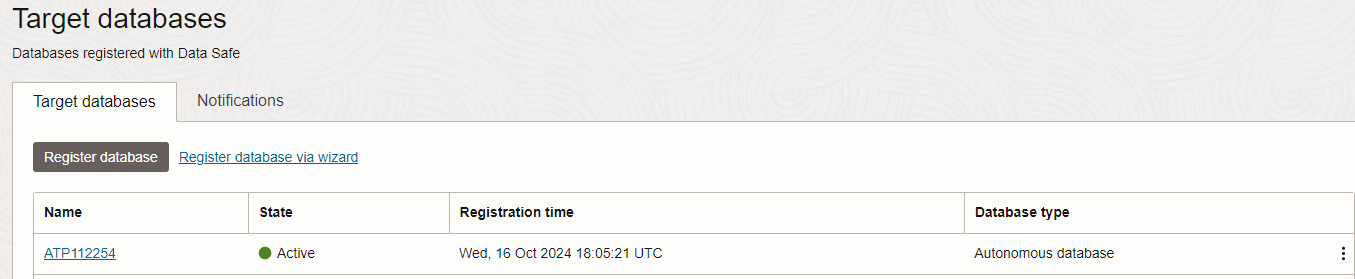 Target databases
Databases registered with Data Safe
Target databases Notifications
Register database Register database via wizard
Name State Registration time Database type
ATP112254 Active Wed, 16 Oct 2024 18:05:21 UTC Autonomous database